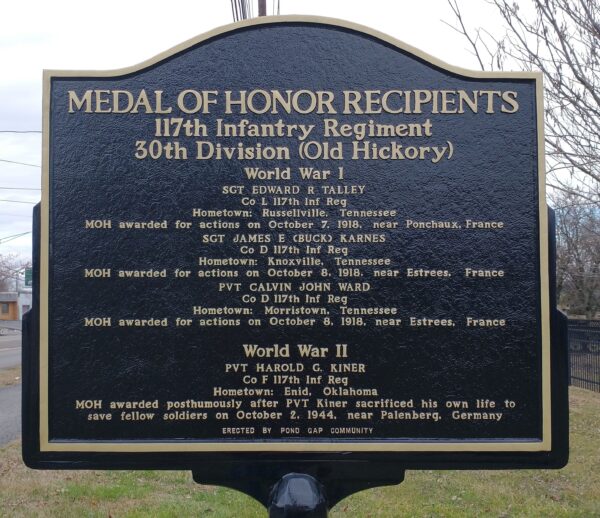 MEDAL OF HONOR RECIPIENTS
117th Infantry Regiment
30th Division (Old Hickory)
World War I
SGT EDWARD R TALLEY
Co L 117th Inf Reg
Hometown: Russellville, Tennessee
MOH awarded for actions on October 7, 1918, near Ponchaux, France
SGT JAMES E (BUCK) KARNES
Co D 117th Inf Reg
Hometown: Knoxville, Tennessee
MOH awarded for actions on October 8, 1918, near Estrees, France
PVT CALVIN JOHN WARD
Co D 117th Inf Reg
Hometown: Morristown, Tennessee
MOH awarded for actions on October 8, 1918, near Estrees, France
World War II
PVT HAROLD G. KINER
Co F 117th Inf Reg
Hometown: Enid, Oklahoma
MOH awarded posthumously after PVT Kiner sacrificed his own life to
save fellow soldiers on October 2, 1944, near Palenberg, Germany
ERECTED BY POND GAP COMMUNITY